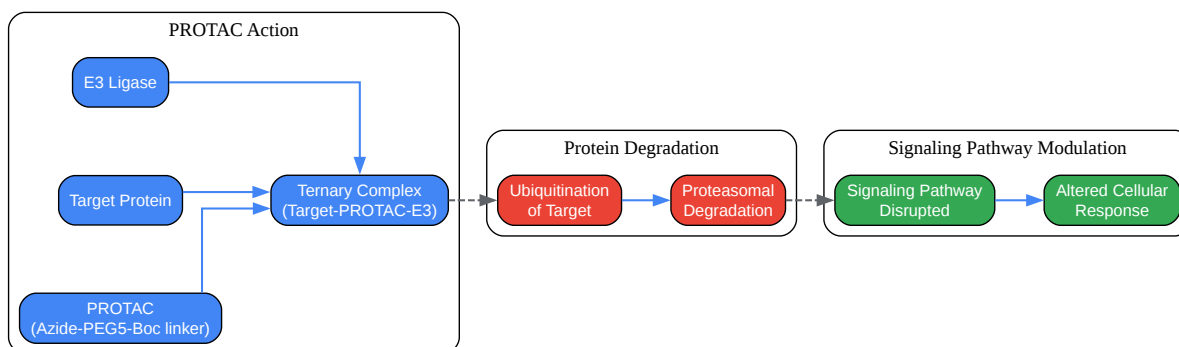 PROTAC Action
E3 Ligase
Target Protein
PROTAC
(Azide-PEG5-Boc linker)
Ternary Complex
(Target-PROTAC-E3)
Protein Degradation
Ubiquitination
of Target
Proteasomal
Degradation
Signaling Pathway Modulation
Signaling Pathway
Disrupted
Altered Cellular
Response